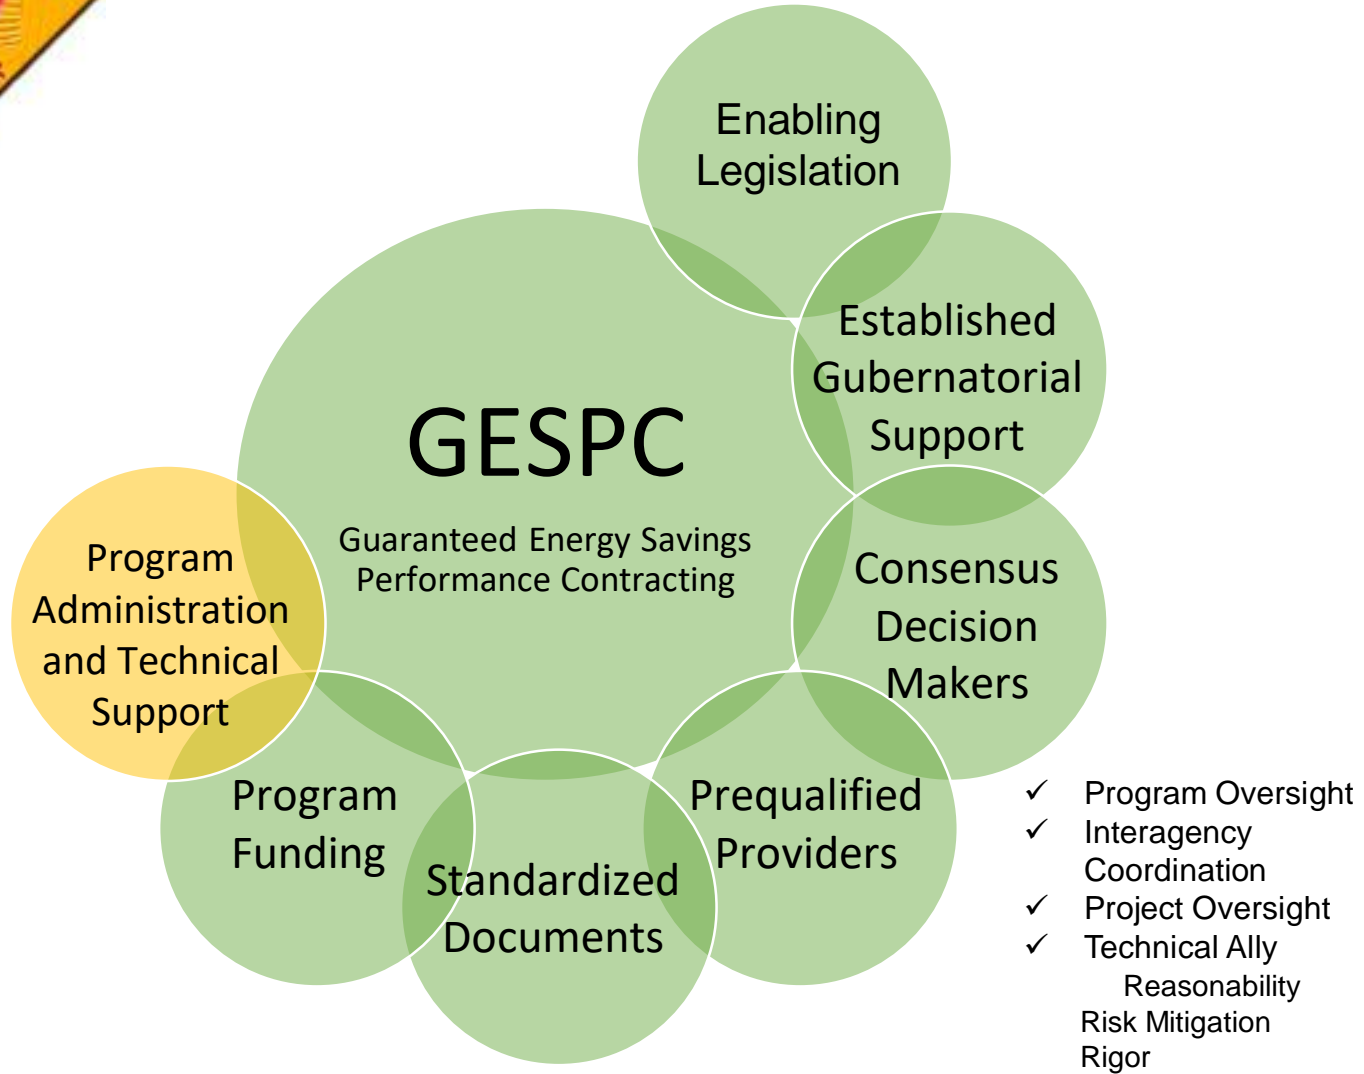 Enabling
Legislation
Established
Gubernatorial
Support
GESPC
Guaranteed Energy Savings
Performance Contracting
Consensus
Decision
Makers
Program
Administration
and Technical
Support
Program
Funding
Standardized
Documents
Prequalified
Providers
✓ Program Oversight
✓ Interagency
Coordination
✓ Project Oversight
✓ Technical Ally
Reasonability
Risk Mitigation
Rigor